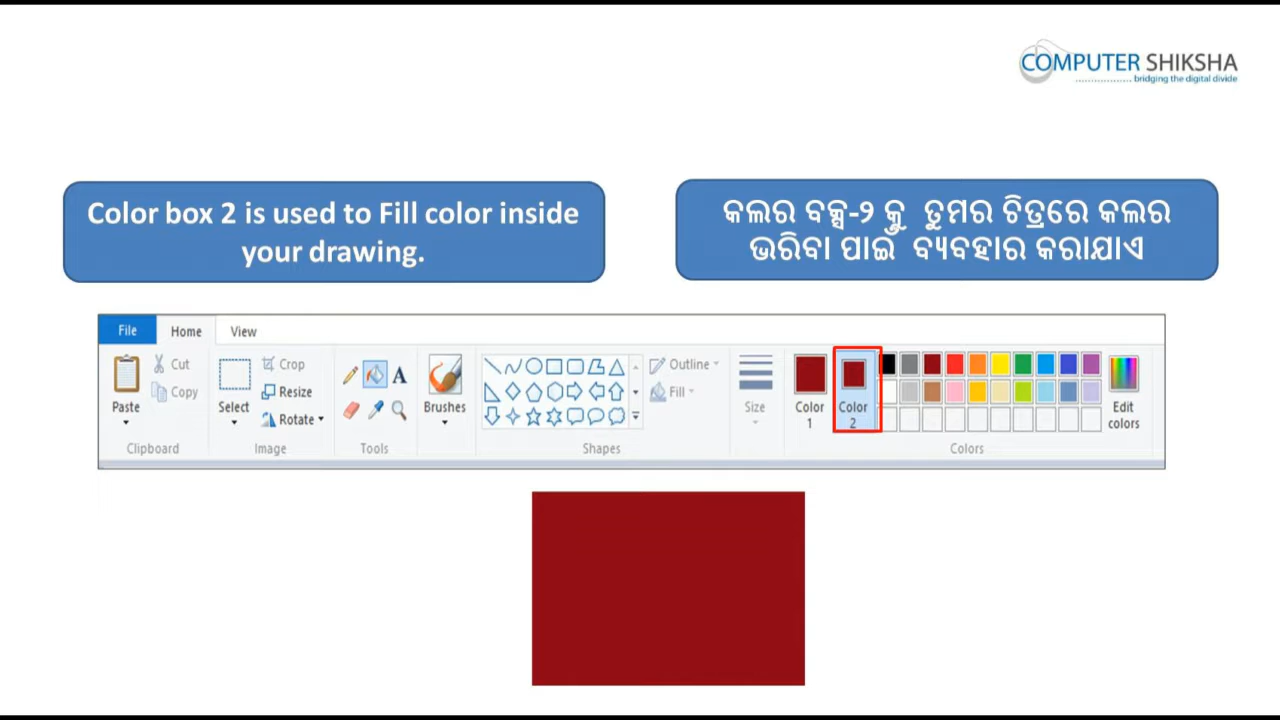 COMPUTER SHIKSHA
bridging the digital divide
Color box 2 is used to Fill color inside
your drawing.
କଲର ବକ୍ସ-୨ କୁ ତୁମର ଚିତ୍ରରେ କଲର
ଭରିବା ପାଇଁ ବ୍ୟବହାର କରାଯାଏ
File Home View
Cut
Copy
Paste
Clipboard
Crop
Resize
Rotate
Select
Image
A
Tools
Brushes
Outline
Fill
Shapes
Size
Color
1
Color
2
Edit
colors
Colors